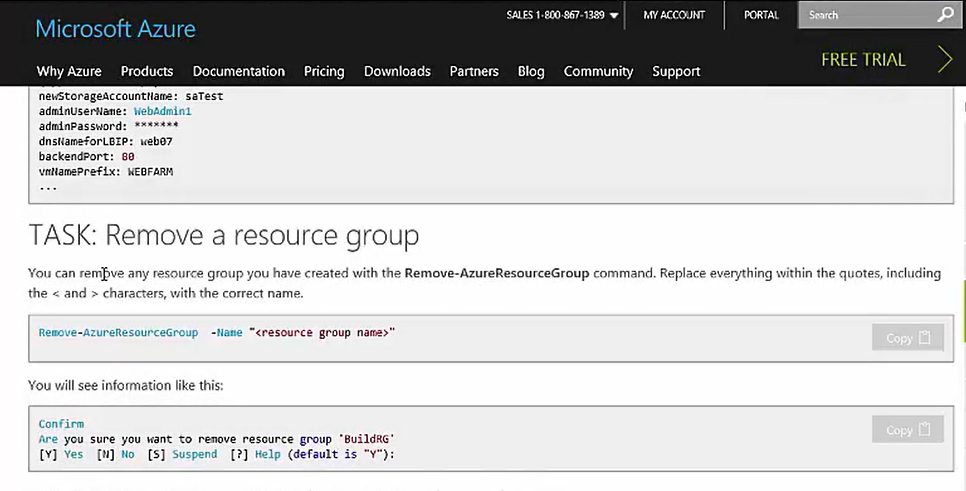 SALES 1-800-867-1389 MY ACCOUNT PORTAL Search
Microsoft Azure
FREE TRIAL
Why Azure Products Documentation Pricing Downloads Partners Blog Community Support
newStorageAccountName: saTest
adminUserName: WebAdmin1
adminPassword: *******
dnsNameforLBIP: web07
backendPort: 80
vmNamePrefix: WEBFARM
...
TASK: Remove a resource group
You can remove any resource group you have created with the Remove-AzureResourceGroup command. Replace everything within the quotes, including
the < and > characters, with the correct name.
Remove-AzureResourceGroup -Name "<resource group name>"
Copy
You will see information like this:
Confirm
Copy
Are you sure you want to remove resource group 'BuildRG'
[Y] Yes [N] No [S] Suspend [?] Help (default is "Y"):